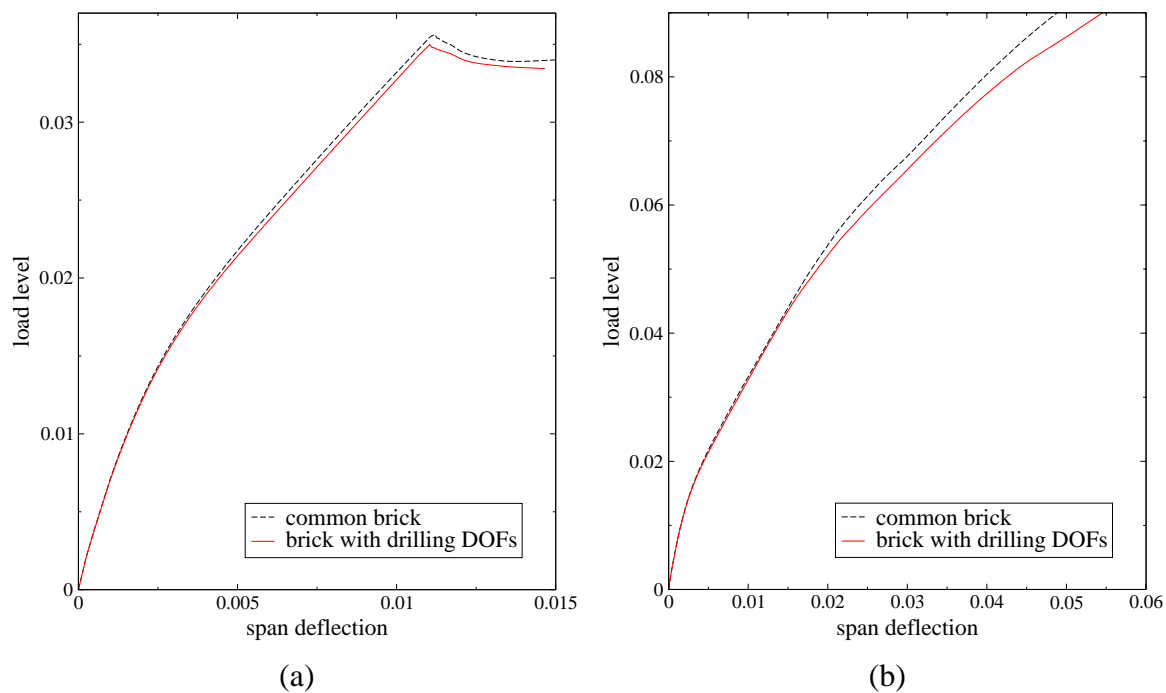 load level
0.03
0.02
0.01
0
0
0.005
0.01
0.015
span deflection
common brick
brick with drilling DOFs
(a)
load level
0.08
0.06
0.04
0.02
0
0
0.01
0.02
0.03
0.04
0.05
0.06
span deflection
common brick
brick with drilling DOFs
(b)